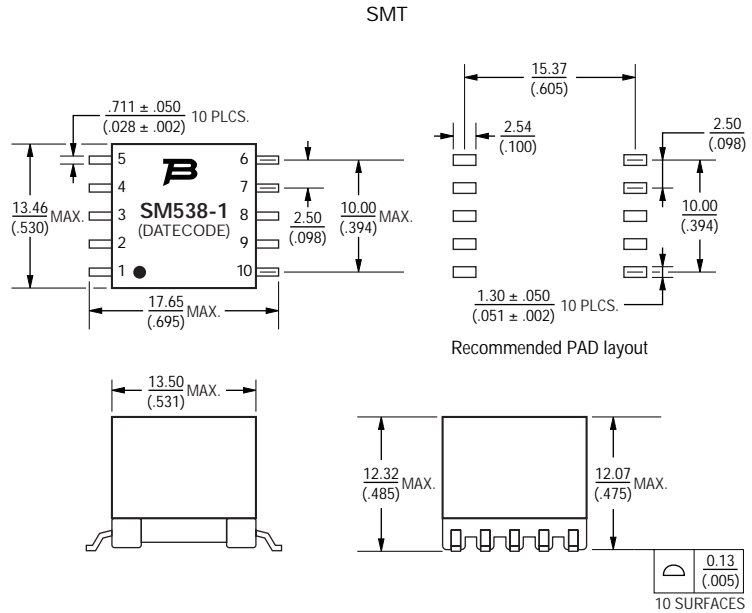 SMT
.711 ± .050
(.028 ± .002)
10 PLCS.
13.46
(.530)
MAX.
5
4
3
2
1
SM538-1
(DATECODE)
6
7
8
9
10
2.50
(.098)
10.00
(.394)
MAX.
17.65
(.695)
MAX.
15.37
(.605)
2.54
(.100)
2.50
(.098)
10.00
(.394)
1.30 ± .050
(.051 ± .002)
10 PLCS.
Recommended PAD layout
13.50
(.531)
MAX.
12.32
(.485)
MAX.
12.07
(.475)
MAX.
0.13
(.005)
10 SURFACES